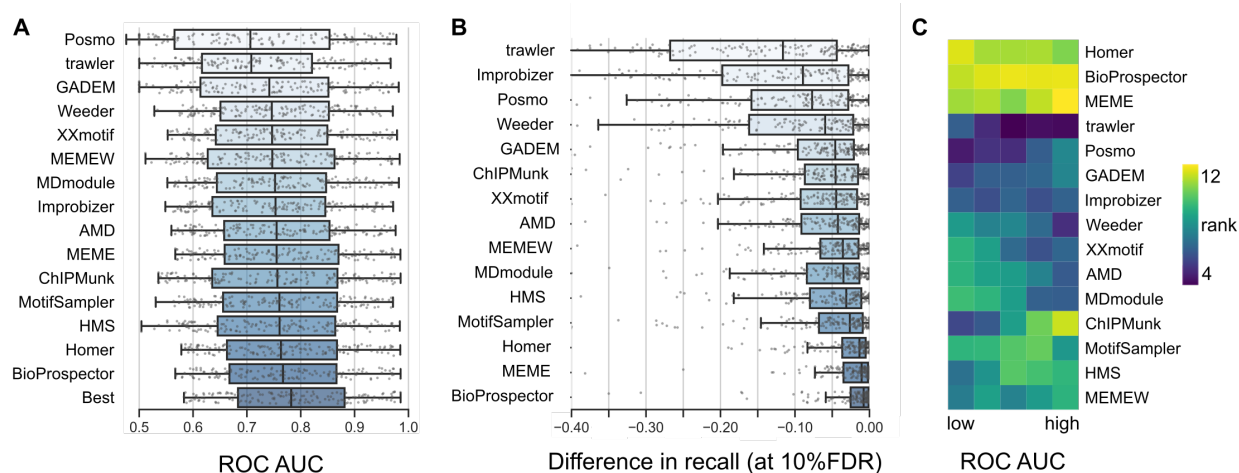 A
Posmo
trawler
GADEM
Weeder
XXmotif
MEMEW
MDmodule
Improbizer
AMD
MEME
ChIPMunk
MotifSampler
HMS
Homer
BioProspector
Best
0.5 0.6 0.7 0.8 0.9 1.0
ROC AUC
B
trawler
Improbizer
Posmo
Weeder
GADEM
ChIPMunk
XXmotif
AMD
MEMEW
MDmodule
HMS
MotifSampler
Homer
MEME
BioProspector
−0.40 −0.30 −0.20 −0.10 0.00
Difference in recall (at 10%FDR)
C
Homer
BioProspector
MEME
trawler
Posmo
GADEM
Improbizer
Weeder
XXmotif
AMD
MDmodule
ChIPMunk
MotifSampler
HMS
MEMEW
low high
ROC AUC
12
rank
4